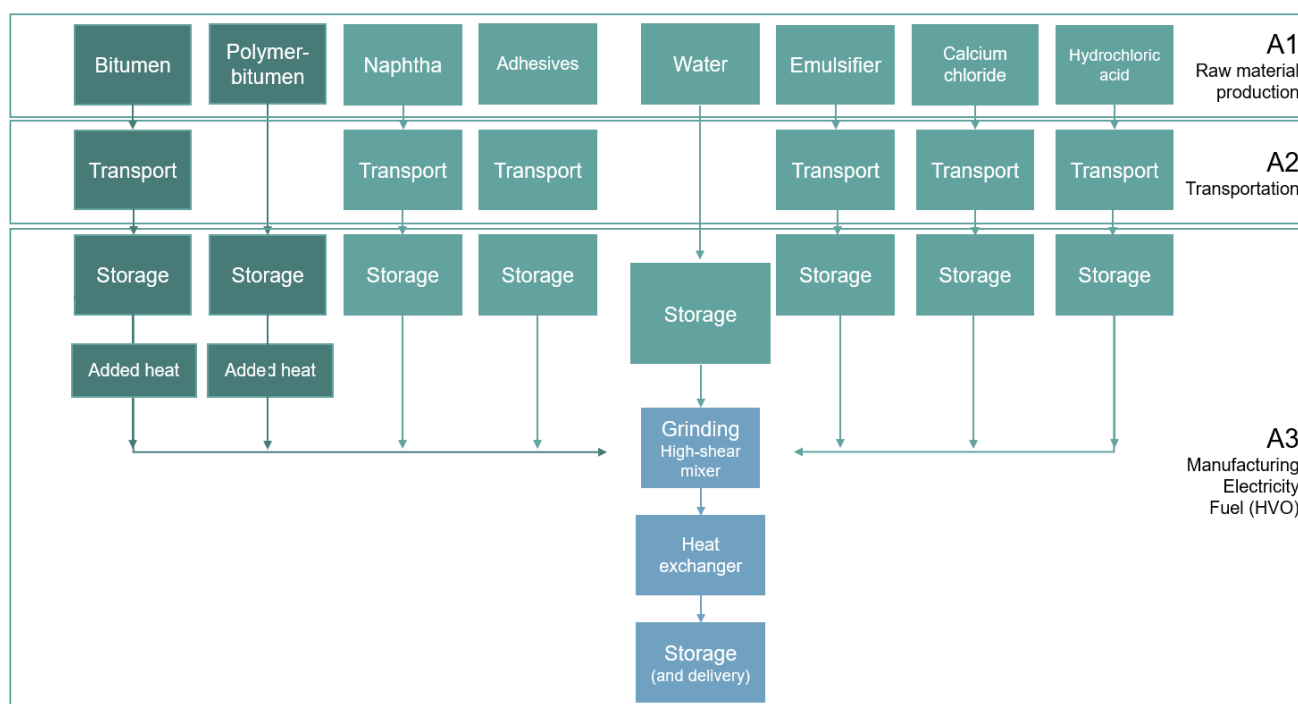 Bitumen
Polymer-
bitumen
Naphtha
Adhesives
Water
Emulsifier
Calcium
chloride
Hydrochloric
acid
A1
Raw material
production
Transport
Transport
Transport
Transport
Transport
Transport
A2
Transportation
Storage
Storage
Storage
Storage
Storage
Storage
Storage
Storage
Added heat
Added heat
Grinding
High-shear
mixer
A3
Manufacturing
Electricity
Fuel (HVO)
Heat
exchanger
Storage
(and delivery)